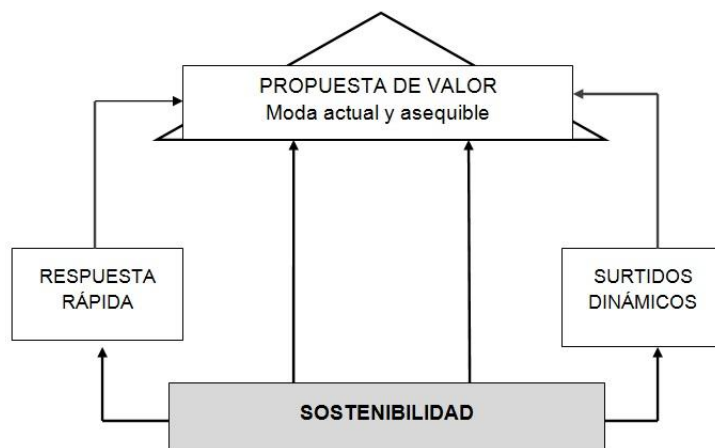 PROPUESTA DE VALOR
Moda actual y asequible
RESPUESTA
RÁPIDA
SURTIDOS
DINÁMICOS
SOSTENIBILIDAD